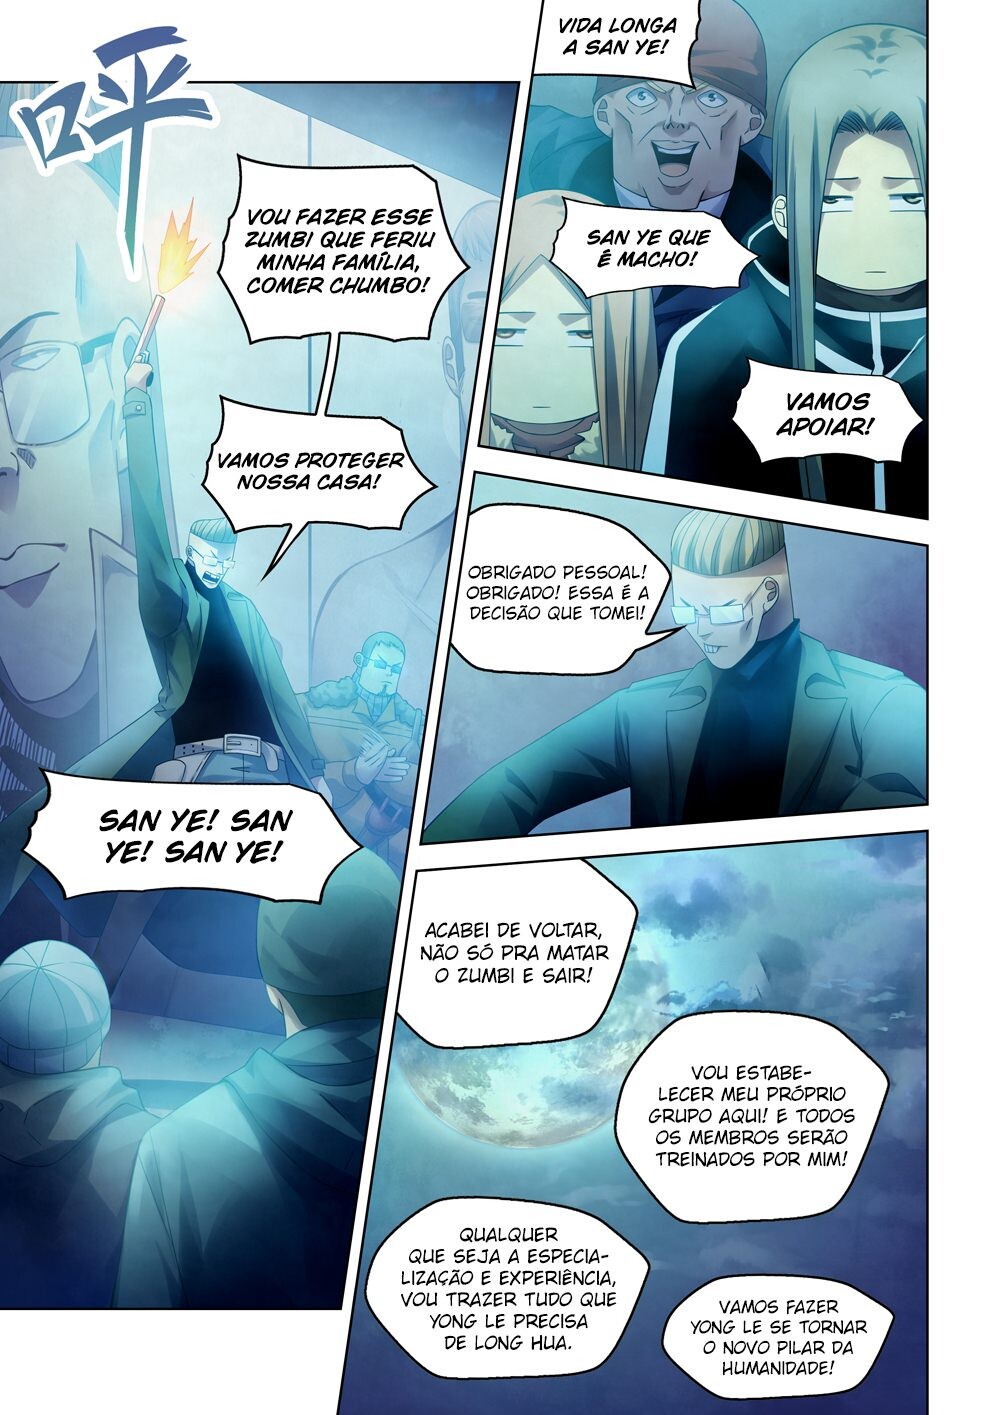 VIDA LONGA
A SAN YE!
SAN YE QUE
É MACHO!
VAMOS
APOIAR!
呯
VOU FAZER ESSE
ZUMBI QUE FERIU
MINHA FAMÍLIA,
COMER CHUMBO!
VAMOS PROTEGER
NOSSA CASA!
SAN YE! SAN
YE! SAN YE!
OBRIGADO PESSOAL!
OBRIGADO! ESSA É A
DECISÃO QUE TOMEI!
ACABEI DE VOLTAR,
NÃO SÓ PRA MATAR
O ZUMBI E SAIR!
VOU ESTABE-
LECER MEU PRÓPRIO
GRUPO AQUI! E TODOS
OS MEMBROS SERÃO
TREINADOS POR MIM!
QUALQUER
QUE SEJA A ESPECIA-
LIZAÇÃO E EXPERIÊNCIA,
VOU TRAZER TUDO QUE
YONG LE PRECISA
DE LONG HUA.
VAMOS FAZER
YONG LE SE TORNAR
O NOVO PILAR DA
HUMANIDADE!